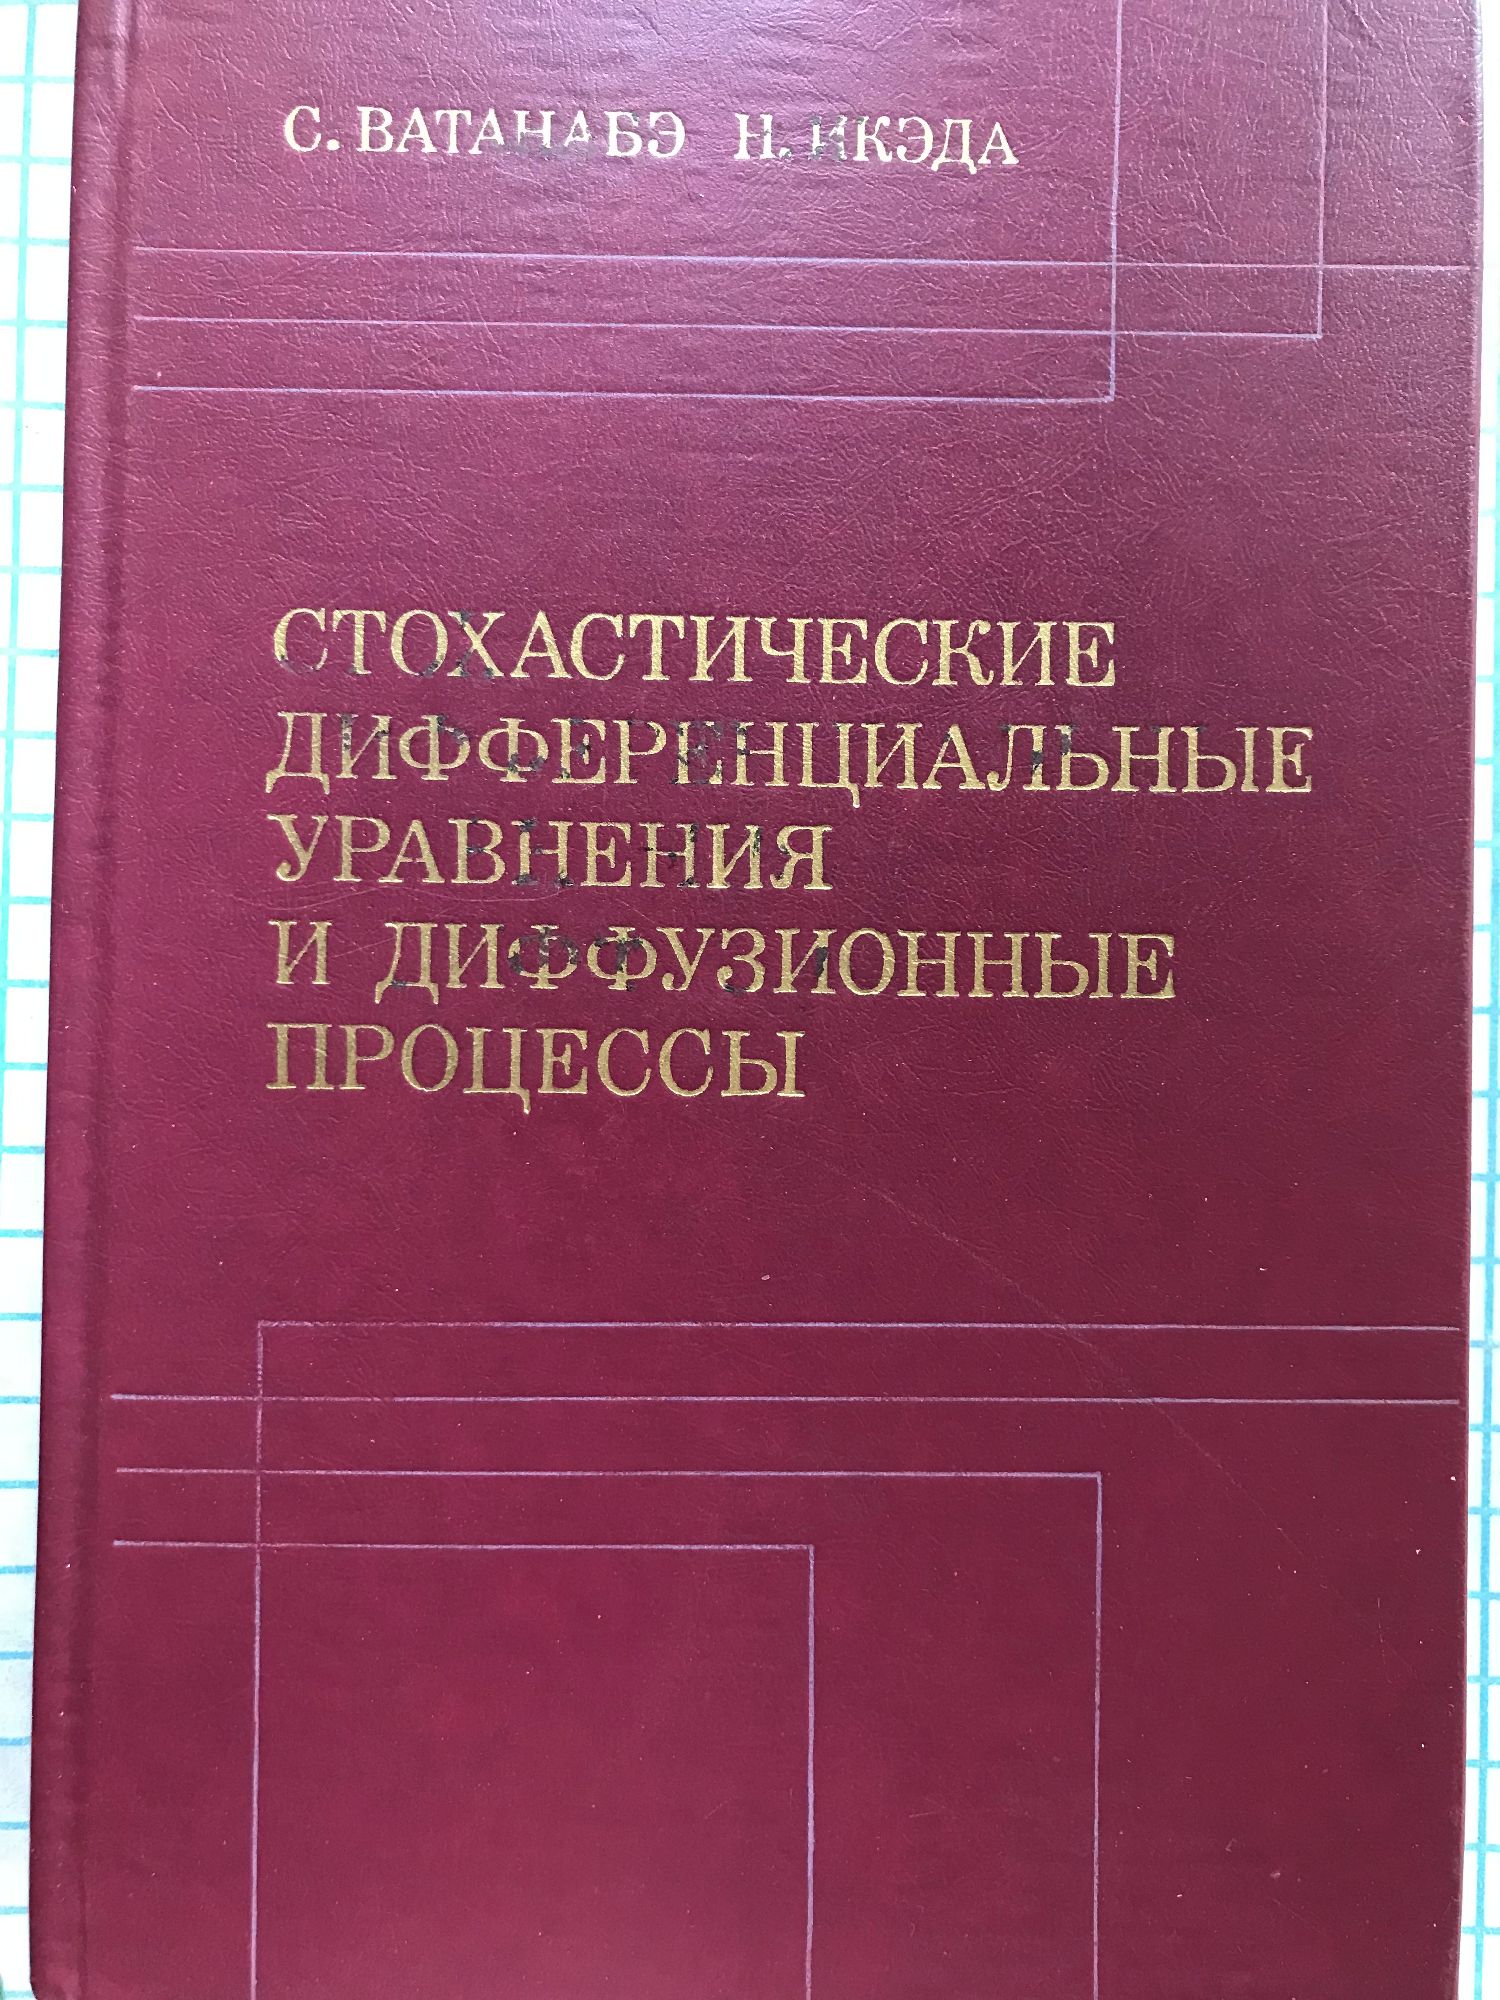 С. ВАТАНАБЭ Н. ИКЭДА
СТОХАСТИЧЕСКИЕ
ДИФФЕРЕНЦИАЛЬНЫЕ
УРАВНЕНИЯ
И ДИФФУЗИОННЫЕ
ПРОЦЕССЫ